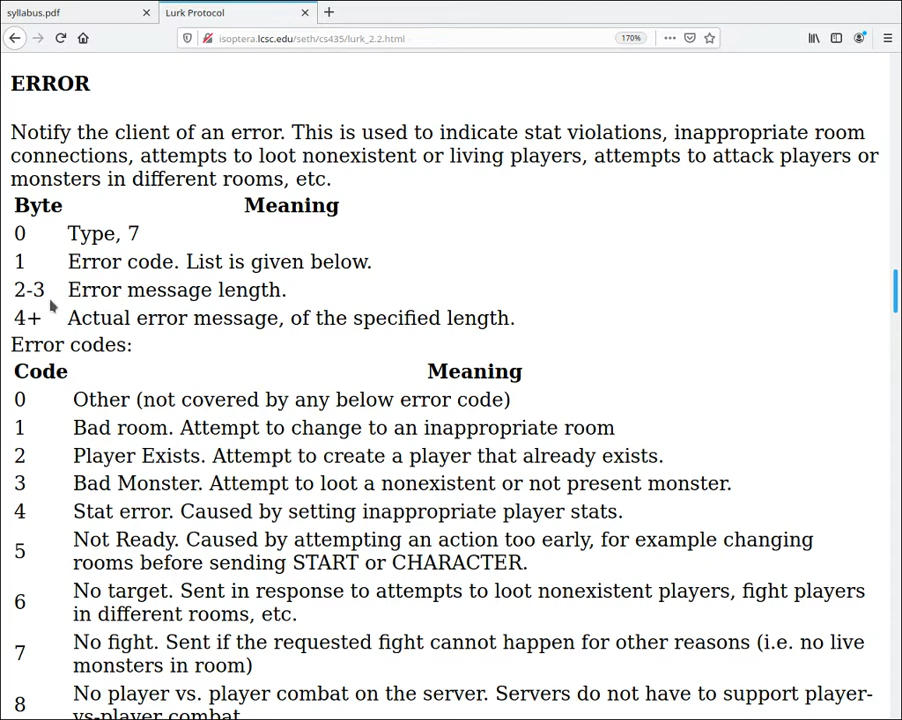 syllabus.pdf
Lurk Protocol
isoptera.lcsc.edu/seth/cs435/lurk_2.2.html
170%
ERROR
Notify the client of an error. This is used to indicate stat violations, inappropriate room
connections, attempts to loot nonexistent or living players, attempts to attack players or
monsters in different rooms, etc.
Byte Meaning
0 Type, 7
1 Error code. List is given below.
2-3 Error message length.
4+ Actual error message, of the specified length.
Error codes:
Code Meaning
0 Other (not covered by any below error code)
1 Bad room. Attempt to change to an inappropriate room
2 Player Exists. Attempt to create a player that already exists.
3 Bad Monster. Attempt to loot a nonexistent or not present monster.
4 Stat error. Caused by setting inappropriate player stats.
5 Not Ready. Caused by attempting an action too early, for example changing
rooms before sending START or CHARACTER.
6 No target. Sent in response to attempts to loot nonexistent players, fight players
in different rooms, etc.
7 No fight. Sent if the requested fight cannot happen for other reasons (i.e. no live
monsters in room)
8 No player vs. player combat on the server. Servers do not have to support player-
vs-player combat.